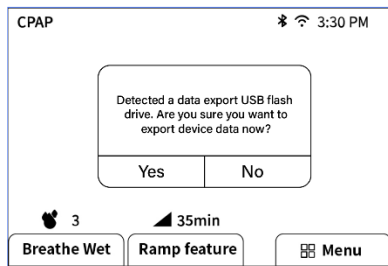 CPAP 3:30 PM
Detected a data export USB flash
drive. Are you sure you want to
export device data now?
Yes No
3 35min
Breathe Wet Ramp feature Menu